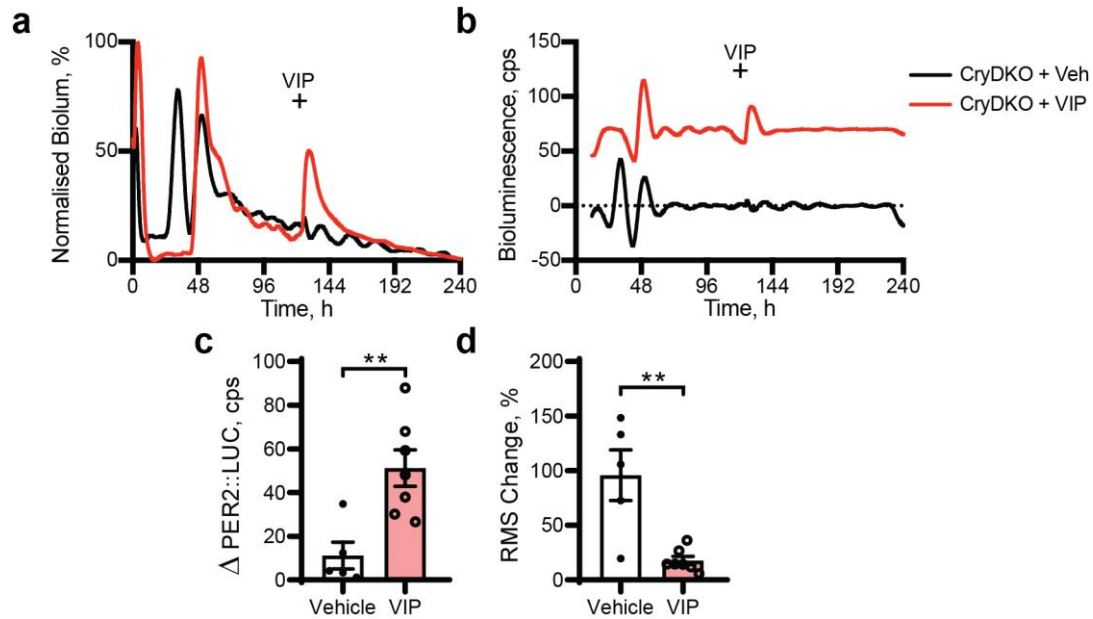 a
Normalised Biolum, %
100
50
0
VIP
+
0 48 96 144 192 240
Time, h
b
Bioluminescence, cps
150
100
50
0
-50
VIP
+
0 48 96 144 192 240
Time, h
CryDKO + Veh
CryDKO + VIP
c
Δ PER2::LUC, cps
100
80
60
40
20
0
**
Vehicle VIP
d
RMS Change, %
200
150
100
50
0
**
Vehicle VIP